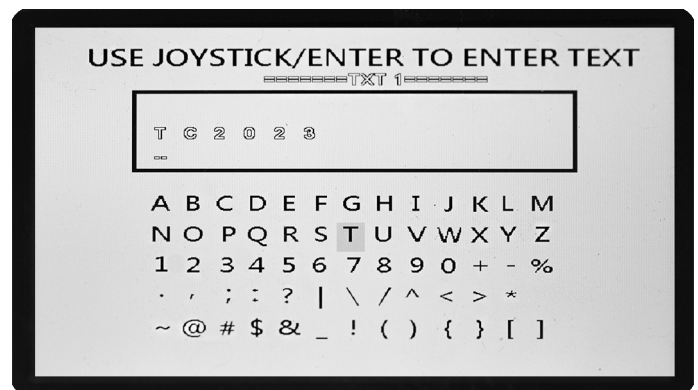 USE JOYSTICK/ENTER TO ENTER TEXT
=======TXT 1=======
T C 2 0 2 3
_
A B C D E F G H I J K L M
N O P Q R S T U V W X Y Z
1 2 3 4 5 6 7 8 9 0 + - %
. , ; : ? | \ / ^ < > *
~ @ # $ & _ ! ( ) { } [ ]